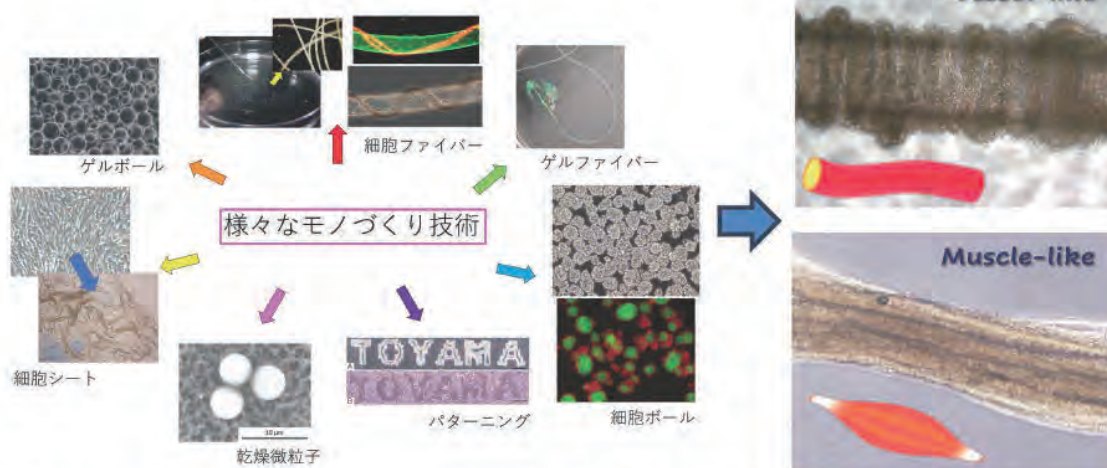 細胞ファイバー
ゲルボール
ゲルファイバー
様々なモノづくり技術
Muscle-like
TOYAMA
TOYAMA
細胞シート
パターニング
細胞ボール
10 μm
乾燥微粒子